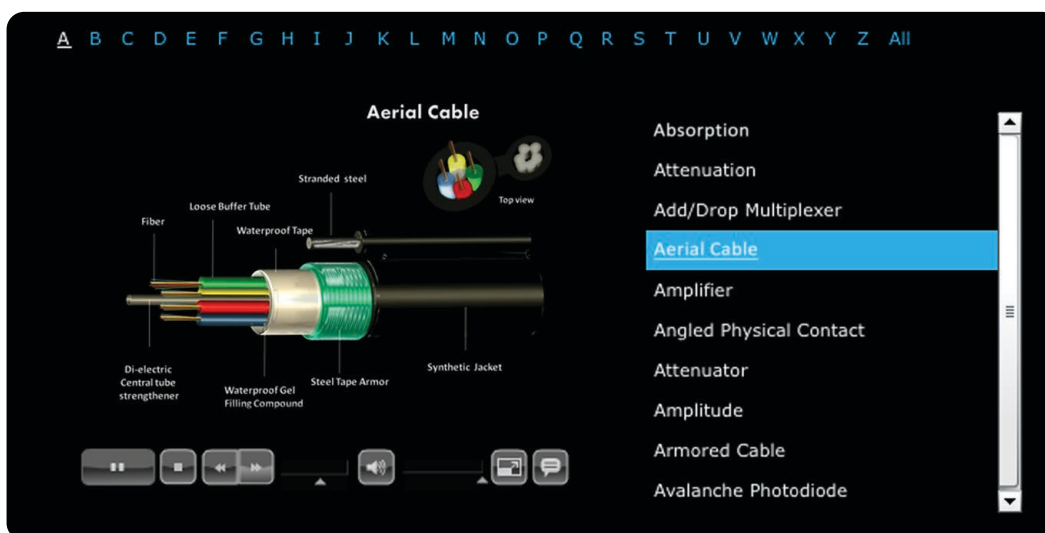 A B C D E F G H I J K L M N O P Q R S T U V W X Y Z All
Aerial Cable
Stranded steel
Top view
Loose Buffer Tube
Fiber
Waterproof Tape
Di-electric
Central tube
strengthener
Waterproof Gel
Filling Compound
Steel Tape Armor
Synthetic Jacket
Absorption
Attenuation
Add/Drop Multiplexer
Aerial Cable
Amplifier
Angled Physical Contact
Attenuator
Amplitude
Armored Cable
Avalanche Photodiode